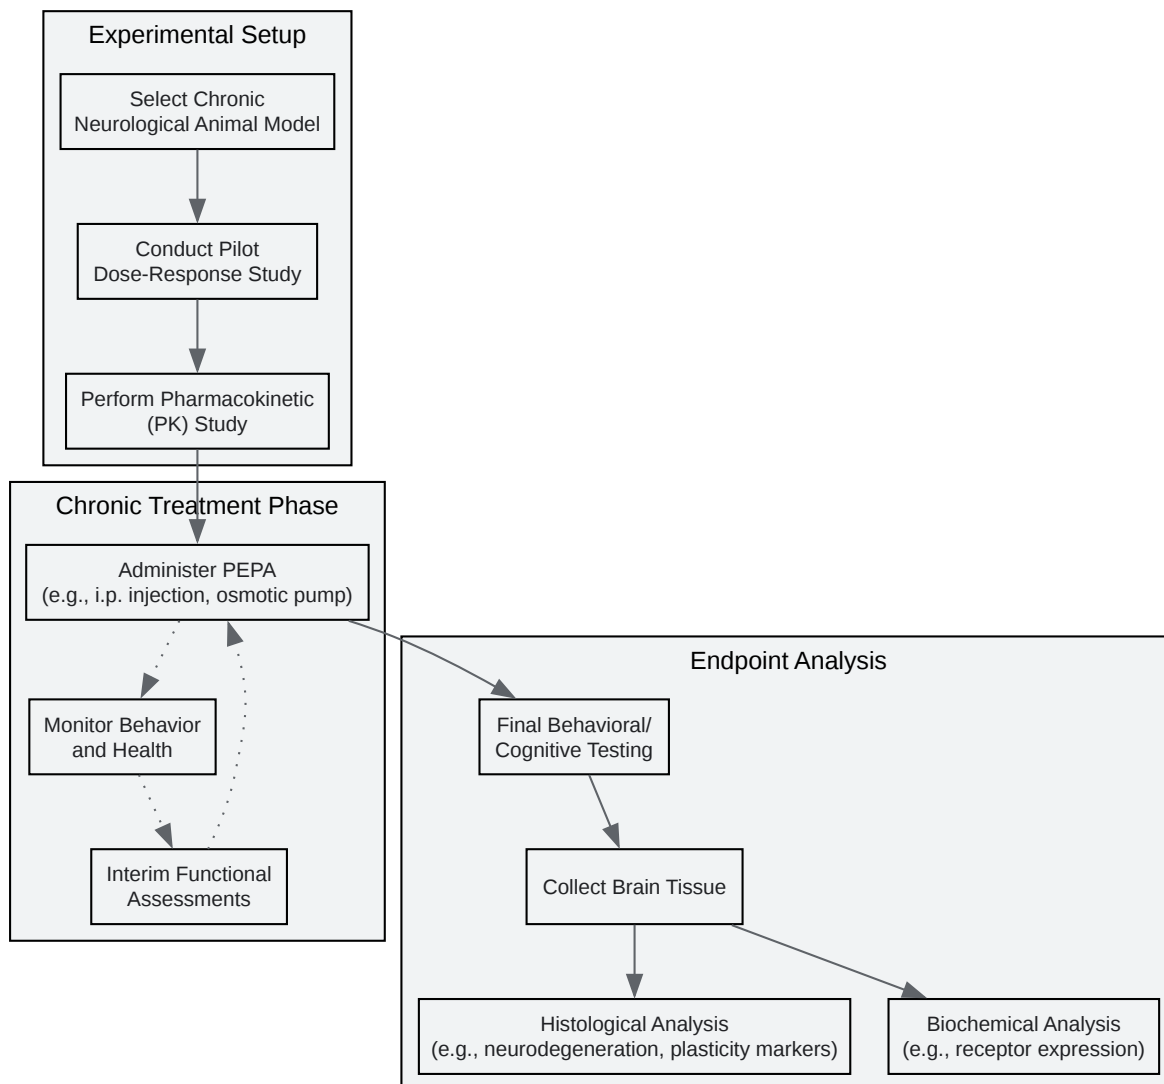 Experimental Setup
Select Chronic
Neurological Animal Model
Conduct Pilot
Dose-Response Study
Perform Pharmacokinetic
(PK) Study
Chronic Treatment Phase
Administer PEPA
(e.g., i.p. injection, osmotic pump)
Monitor Behavior
and Health
Interim Functional
Assessments
Endpoint Analysis
Final Behavioral/
Cognitive Testing
Collect Brain Tissue
Histological Analysis
(e.g., neurodegeneration, plasticity markers)
Biochemical Analysis
(e.g., receptor expression)